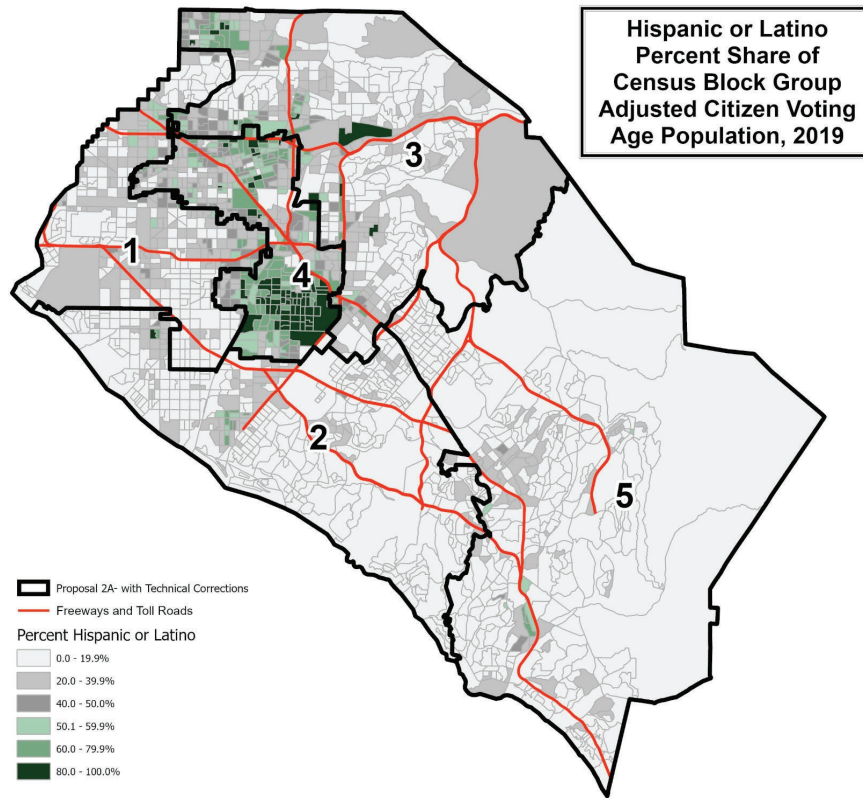 Hispanic or Latino
Percent Share of
Census Block Group
Adjusted Citizen Voting
Age Population, 2019
3
1
4
2
5
Proposal 2A- with Technical Corrections
Freeways and Toll Roads
Percent Hispanic or Latino
0.0 - 19.9%
20.0 - 39.9%
40.0 - 50.0%
50.1 - 59.9%
60.0 - 79.9%
80.0 - 100.0%